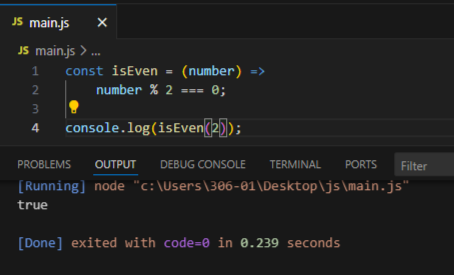 JS main.js ×
JS main.js > ...
1 const isEven = (number) =>
2 number % 2 === 0;
3
4 console.log(isEven(2));
PROBLEMS OUTPUT DEBUG CONSOLE TERMINAL PORTS Filter
[Running] node "c:\Users\306-01\Desktop\js\main.js"
true
[Done] exited with code=0 in 0.239 seconds